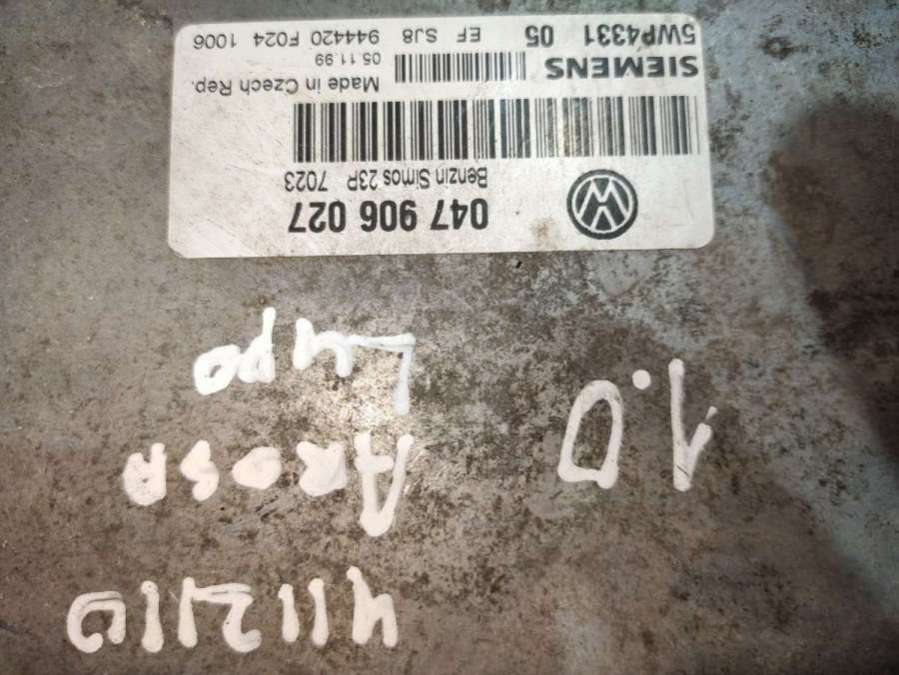 4112110
AROSA
Lupo
1.0
047 906 027
Benzin Simos 23P 7023
Made in Czech Rep.
SIEMENS 05.11.99
5WP4331 05 EF SJ8 944420 F024 1006